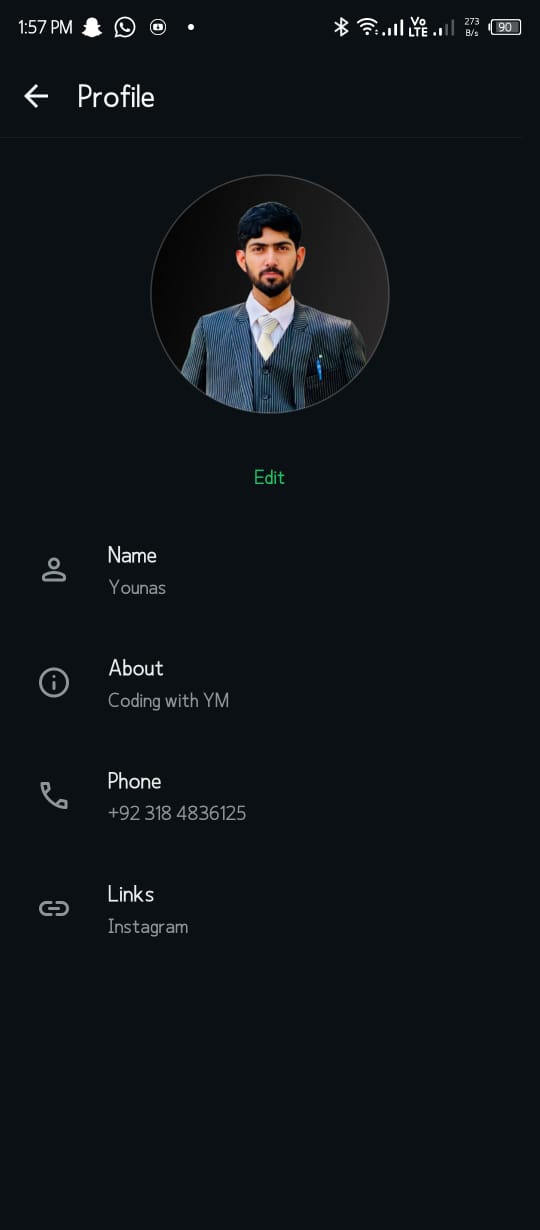 1:57 PM
Vo
LTE
273
B/s
90
Profile
Edit
Name
Younas
About
Coding with YM
Phone
+92 318 4836125
Links
Instagram